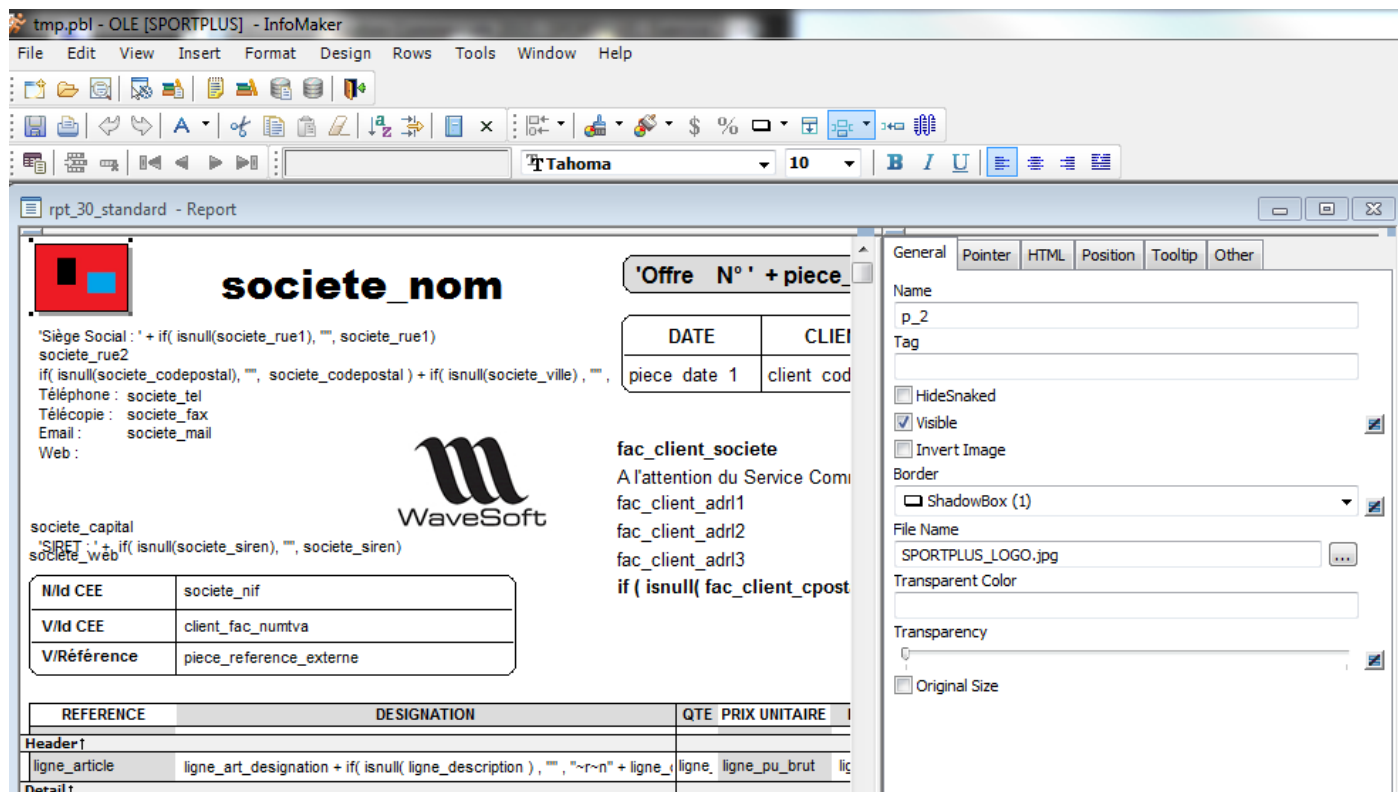 tmp.pbl - OLE [SPORTPLUS] - InfoMaker
File Edit View Insert Format Design Rows Tools Window Help
Tahoma 10 B I U
rpt_30_standard - Report
societe_nom
'Offre N° ' + piece_
'Siège Social : ' + if( isnull(societe_rue1), "", societe_rue1)
societe_rue2
if( isnull(societe_codepostal), "", societe_codepostal ) + if( isnull(societe_ville) , "" ,
Téléphone : societe_tel
Télécopie : societe_fax
Email : societe_mail
Web :
DATE CLIE
piece date 1 client cod
WaveSoft
societe_capital
'SIRET : ' + if( isnull(societe_siren), "", societe_siren)
societe_web
fac_client_societe
A l'attention du Service Com
fac_client_adrl1
fac_client_adrl2
fac_client_adrl3
if ( isnull( fac_client_cpost
N/Id CEE societe_nif
V/Id CEE client_fac_numtva
V/Référence piece_reference_externe
REFERENCE DESIGNATION QTE PRIX UNITAIRE
Header↑
ligne_article ligne_art_designation + if( isnull( ligne_description ) , "" , "~r~n" + ligne_ ligne_ ligne_pu_brut lig
Detail↑
General Pointer HTML Position Tooltip Other
Name
p_2
Tag
HideSnaked
Visible
Invert Image
Border
ShadowBox (1)
File Name
SPORTPLUS_LOGO.jpg
...
Transparent Color
Transparency
Original Size